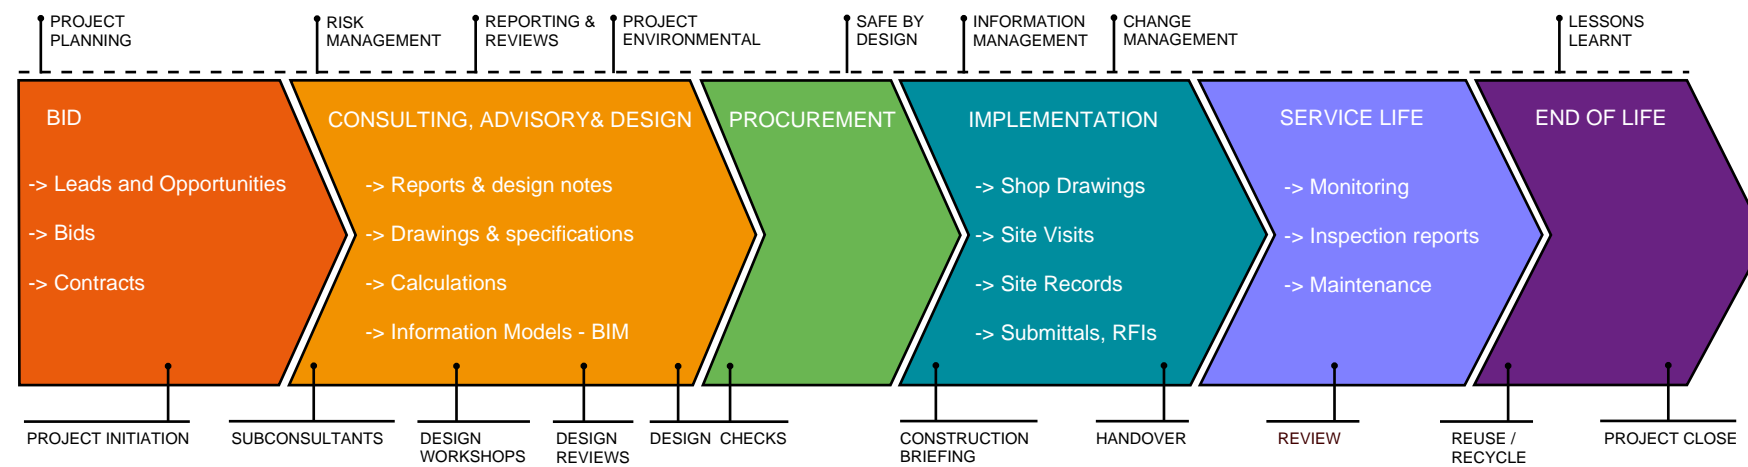 PROJECT
PLANNING
RISK
MANAGEMENT
REPORTING &
REVIEWS
PROJECT
ENVIRONMENTAL
SAFE BY
DESIGN
INFORMATION
MANAGEMENT
CHANGE
MANAGEMENT
LESSONS
LEARNT
BID
-> Leads and Opportunities
-> Bids
-> Contracts
CONSULTING, ADVISORY& DESIGN
-> Reports & design notes
-> Drawings & specifications
-> Calculations
-> Information Models - BIM
PROCUREMENT
IMPLEMENTATION
-> Shop Drawings
-> Site Visits
-> Site Records
-> Submittals, RFIs
SERVICE LIFE
-> Monitoring
-> Inspection reports
-> Maintenance
END OF LIFE
PROJECT INITIATION
SUBCONSULTANTS
DESIGN
WORKSHOPS
DESIGN
REVIEWS
DESIGN CHECKS
CONSTRUCTION
BRIEFING
HANDOVER
REVIEW
REUSE /
RECYCLE
PROJECT CLOSE